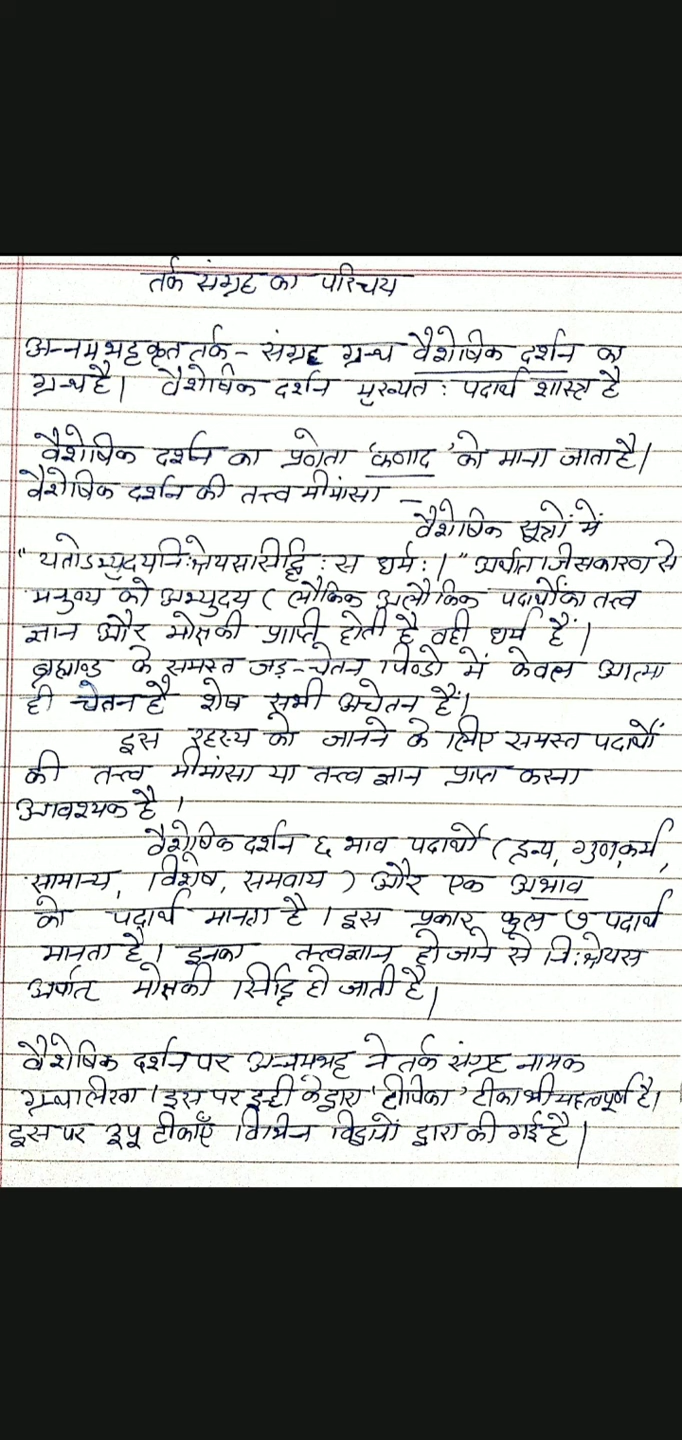 तर्क संग्रह का परिचय
अन्नमभट्ट कृत तर्क - संग्रह ग्रन्थ वैशेषिक दर्शन का
ग्रन्थ है। वैशेषिक दर्शन मुख्यत : पदार्थ शास्त्र है
वैशेषिक दर्शन का प्रणेता 'कणाद' को माना जाता है।
वैशेषिक दर्शन की तत्त्व मीमांसा –
वैशेषिक सूत्रों में
"यतोऽभ्युदयनि:श्रेयससिद्धि : स धर्म : ।" अर्थात जिस कारण से
मनुष्य को अभ्युदय ( लौकिक अलौकिक पदार्थों का तत्त्व
ज्ञान और मोक्ष की प्राप्ति होती है वही धर्म हैं।
ब्रह्माण्ड के समस्त जड़ - चेतन पिण्डो में केवल आत्मा
ही चेतन है शेष सभी अचेतन हैं।
इस रहस्य को जानने के लिए समस्त पदार्थों
की तत्त्व मीमांसा या तत्त्व ज्ञान प्राप्त करना
आवश्यक है ।
वैशेषिक दर्शन ६ भाव पदार्थों ( द्रव्य, गुण, कर्म,
सामान्य, विशेष, समवाय ) और एक अभाव
को पदार्थ मानता है । इस प्रकार कुल ७ पदार्थ
मानता है। इनका तत्त्वज्ञान हो जाने से नि:श्रेयस
अर्थात् मोक्ष की सिद्धि हो जाती है।
वैशेषिक दर्शन पर अन्नमभट्ट ने तर्क संग्रह नामक
ग्रन्थ लिखा । इस पर इन्ही के द्वारा 'दीपिका' टीका भी महत्वपूर्ण है।
इस पर ३५ टीकाएँ विभिन विद्वानों द्वारा की गई है।